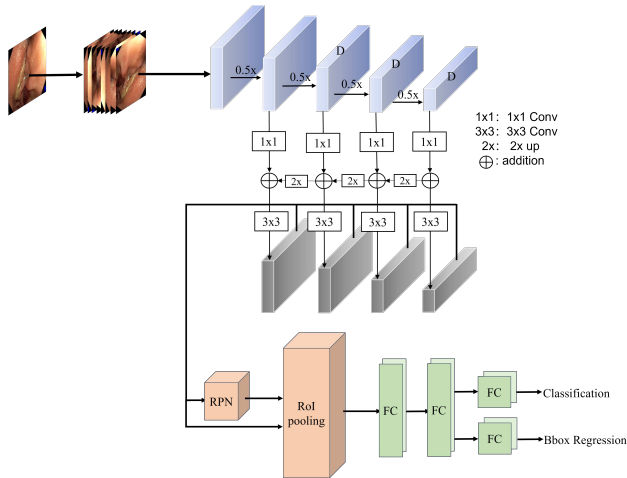 D
D
D
0.5x
0.5x
0.5x
0.5x
1x1
1x1
1x1
1x1
1x1: 1x1 Conv
3x3: 3x3 Conv
2x: 2x up
: addition
2x
2x
2x
3x3
3x3
3x3
3x3
RPN
RoI
pooling
FC
FC
FC
Classification
FC
Bbox Regression